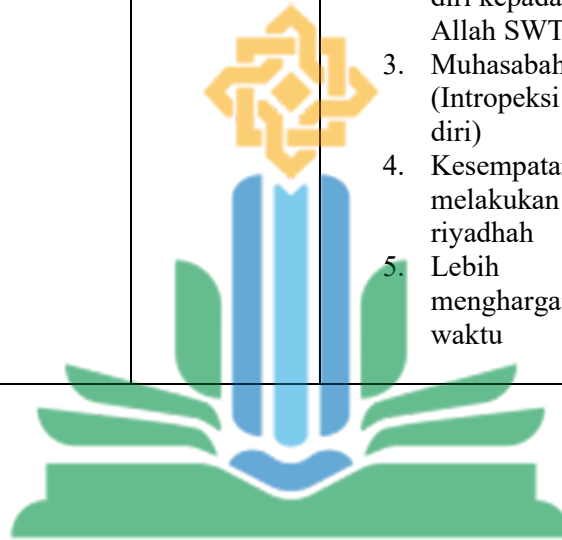 diri kepada
Allah SWT
3. Muhasabah
(Intropeksi
diri)
4. Kesempatan
melakukan
riyadhah
5. Lebih
menghargai
waktu